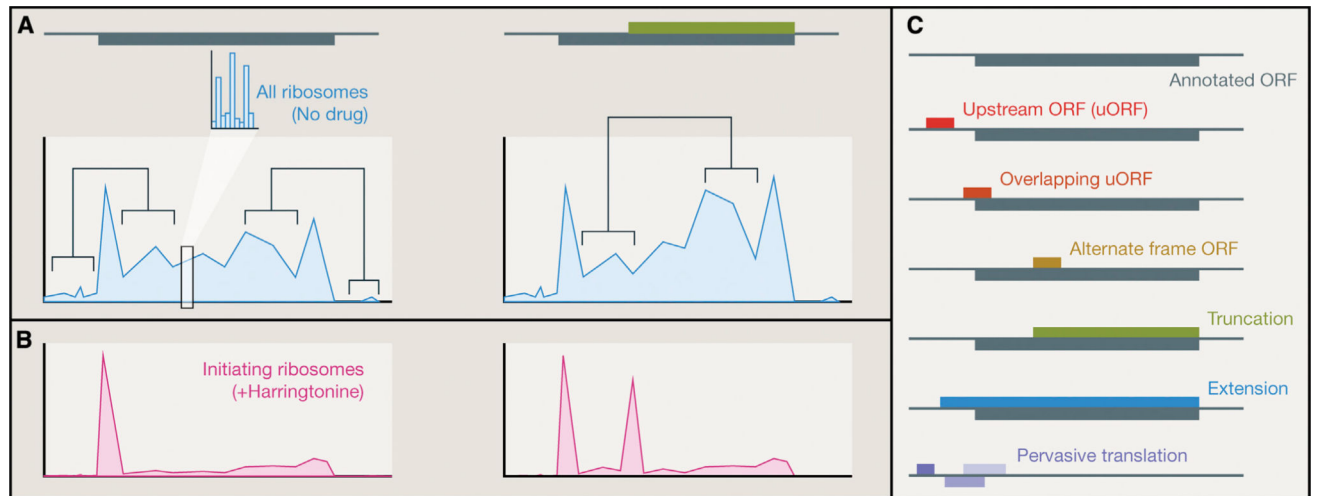 A
All ribosomes
(No drug)
B
Initiating ribosomes
(+Harringtonine)
C
Annotated ORF
Upstream ORF (uORF)
Overlapping uORF
Alternate frame ORF
Truncation
Extension
Pervasive translation